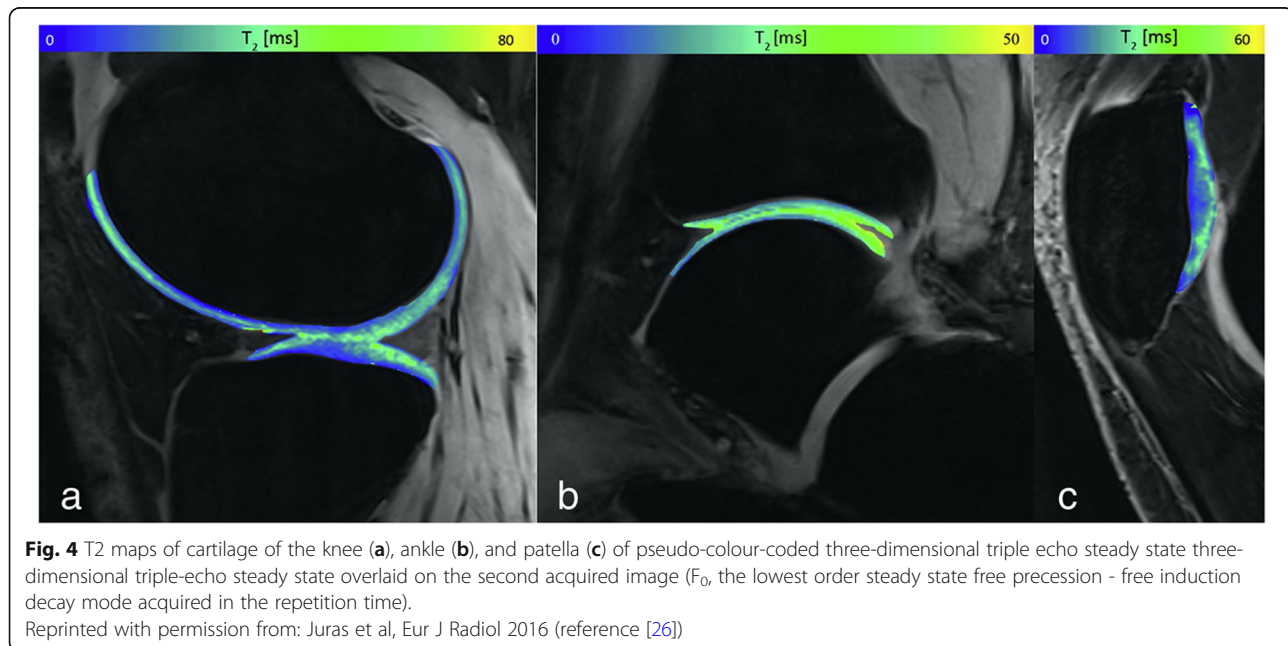 0 T2 [ms] 80 0 T2 [ms] 50 0 T2 [ms] 60
a b c
Fig. 4 T2 maps of cartilage of the knee (a), ankle (b), and patella (c) of pseudo-colour-coded three-dimensional triple echo steady state three-
dimensional triple-echo steady state overlaid on the second acquired image (F0, the lowest order steady state free precession - free induction
decay mode acquired in the repetition time).
Reprinted with permission from: Juras et al, Eur J Radiol 2016 (reference [26])